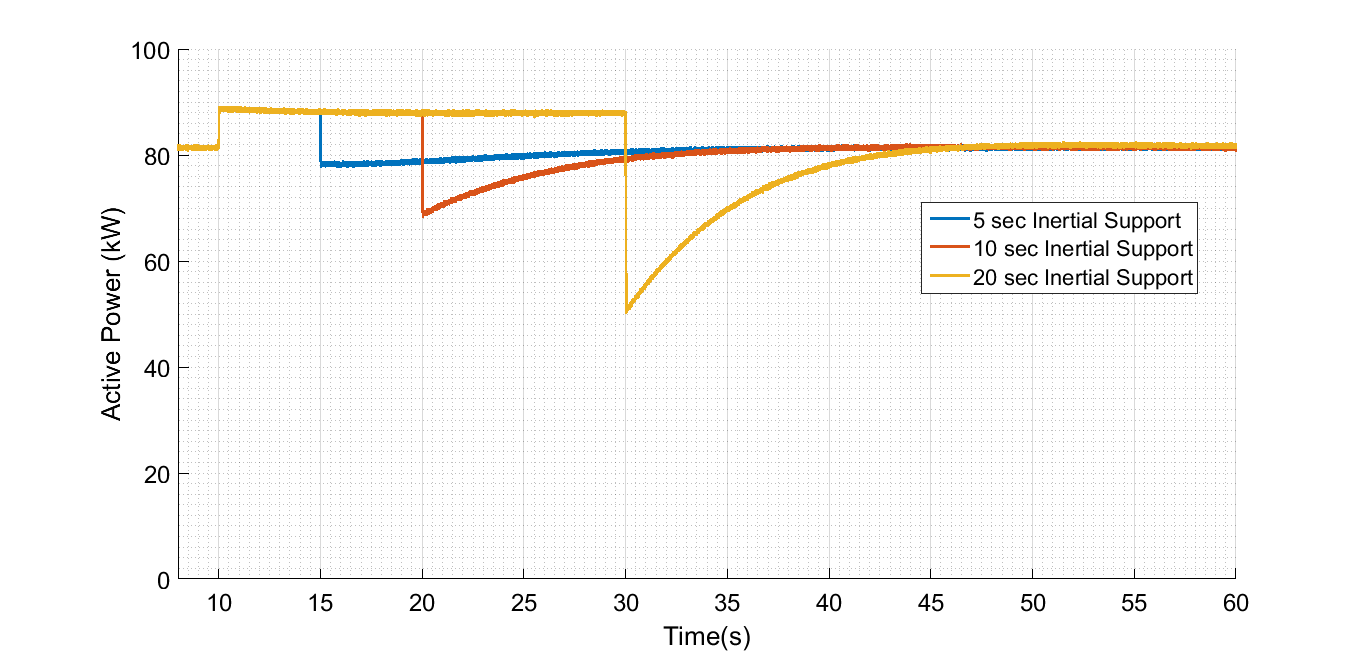 100
80
60
40
20
0
Active Power (kW)
5 sec Inertial Support
10 sec Inertial Support
20 sec Inertial Support
10 15 20 25 30 35 40 45 50 55 60
Time(s)